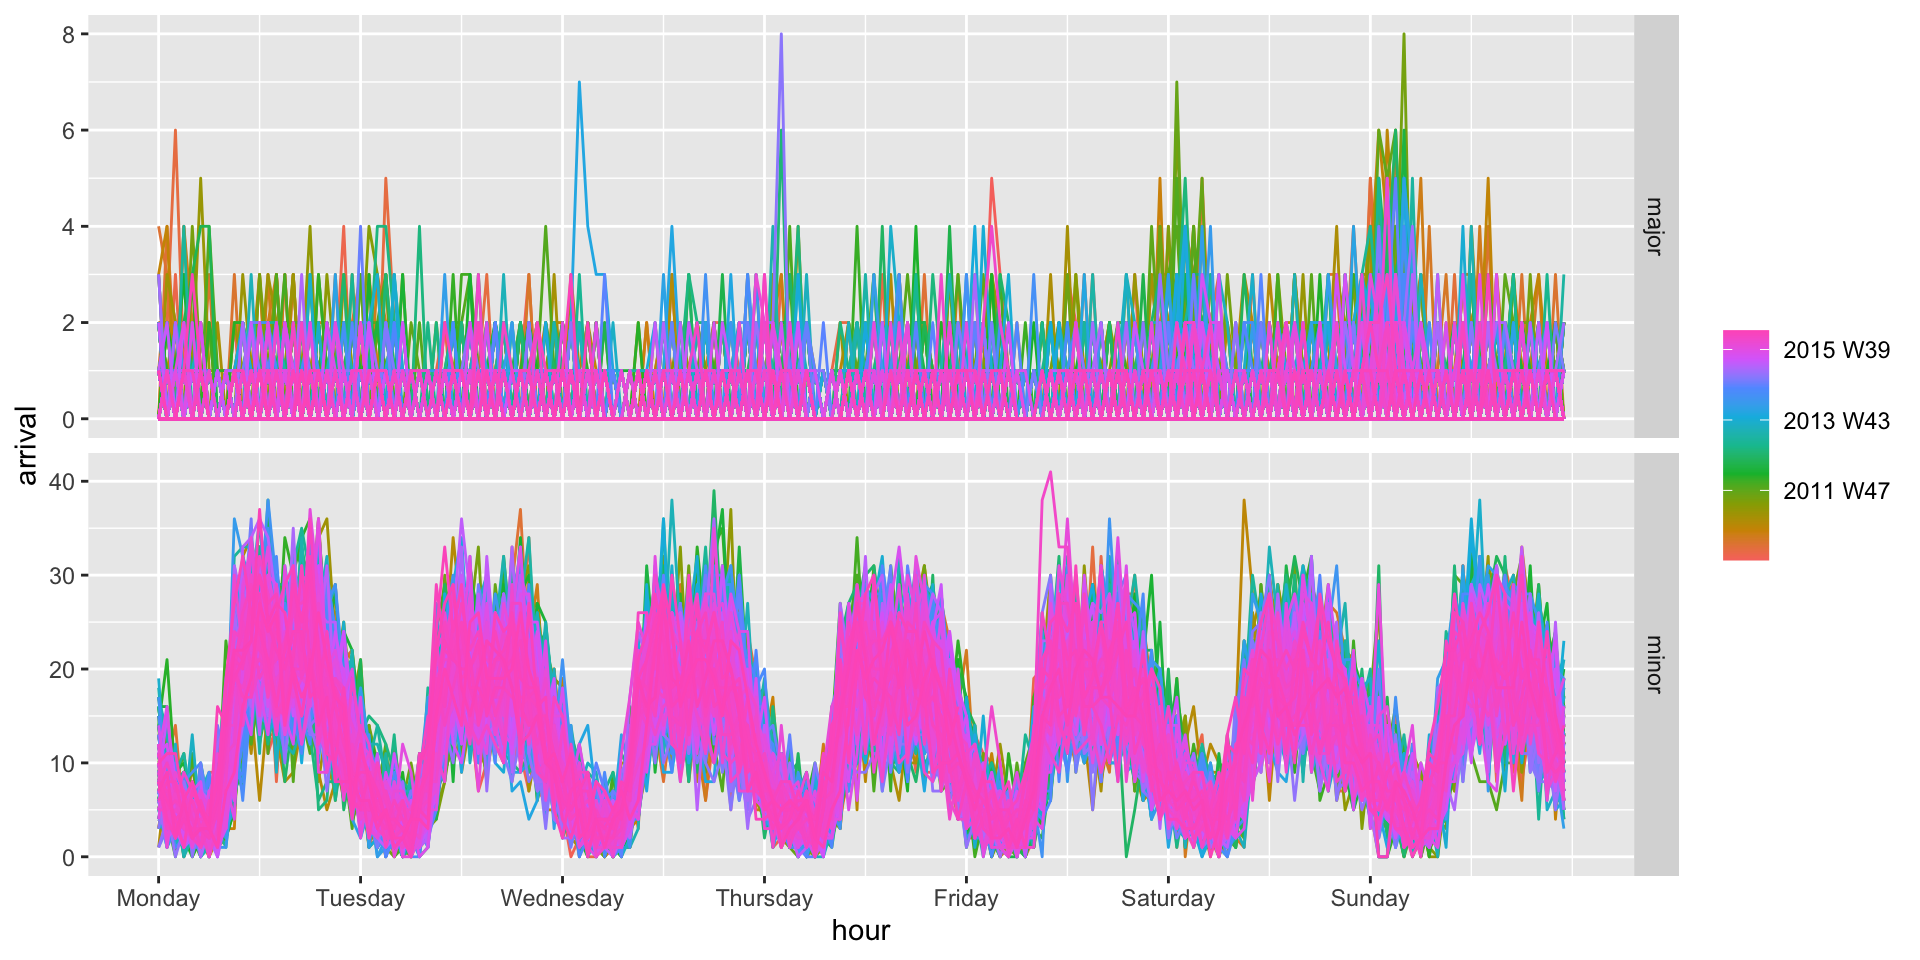 8
6
4
2
0
major
arrival
40
30
20
10
0
minor
Monday Tuesday Wednesday Thursday Friday Saturday Sunday
hour
2015 W39
2013 W43
2011 W47